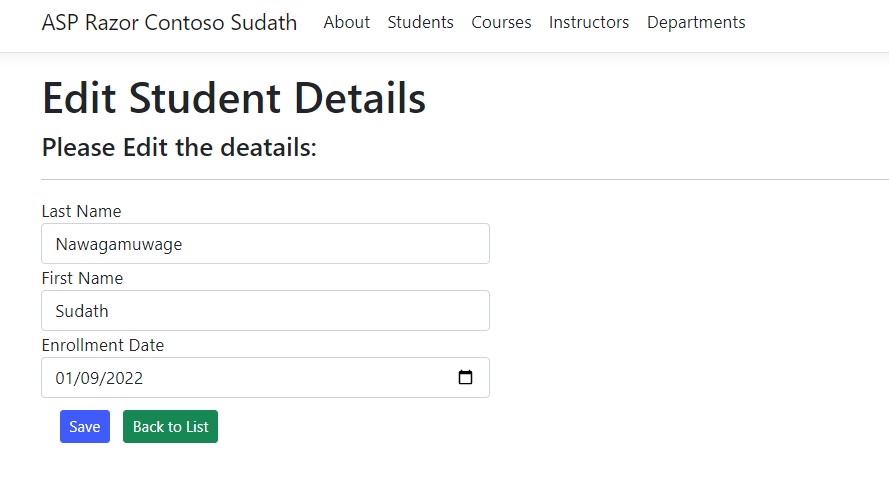 ASP Razor Contoso Sudath About Students Courses Instructors Departments
Edit Student Details
Please Edit the deatails:
Last Name
Nawagamuwage
First Name
Sudath
Enrollment Date
01/09/2022
Save Back to List